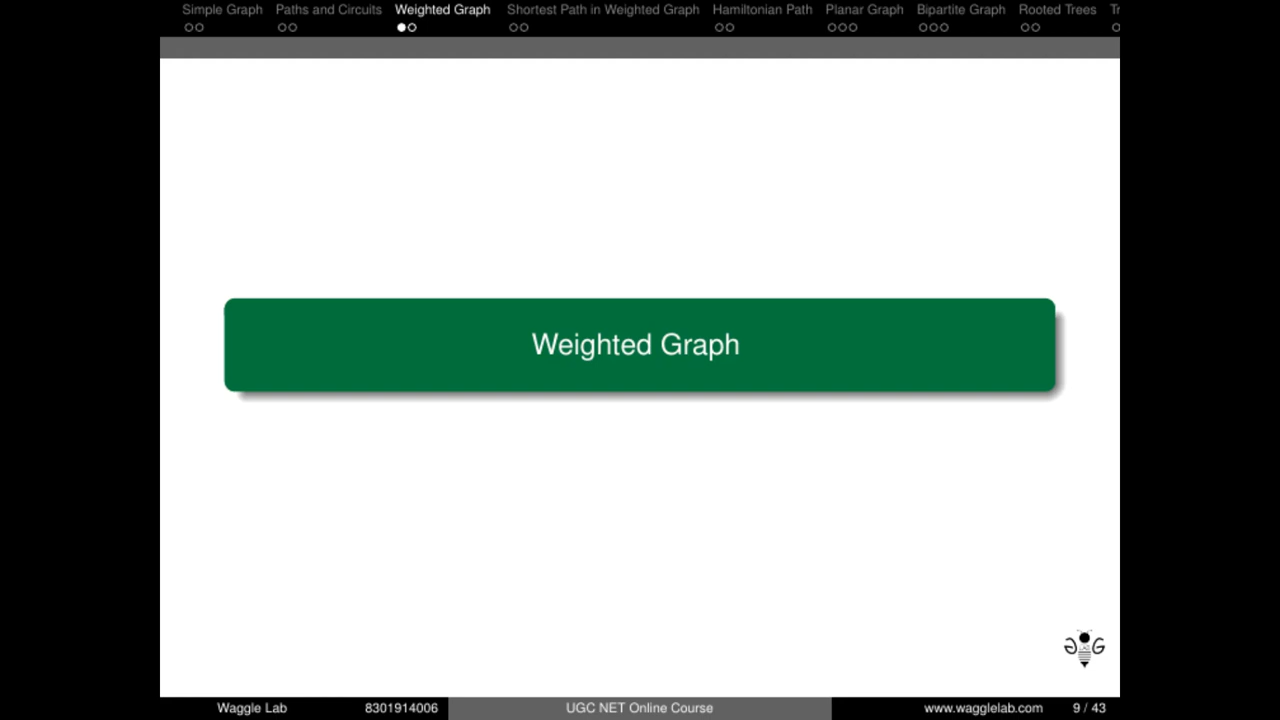 Simple Graph Paths and Circuits Weighted Graph Shortest Path in Weighted Graph Hamiltonian Path Planar Graph Bipartite Graph Rooted Trees
Weighted Graph
Waggle Lab 8301914006 UGC NET Online Course www.wagglelab.com 9 / 43